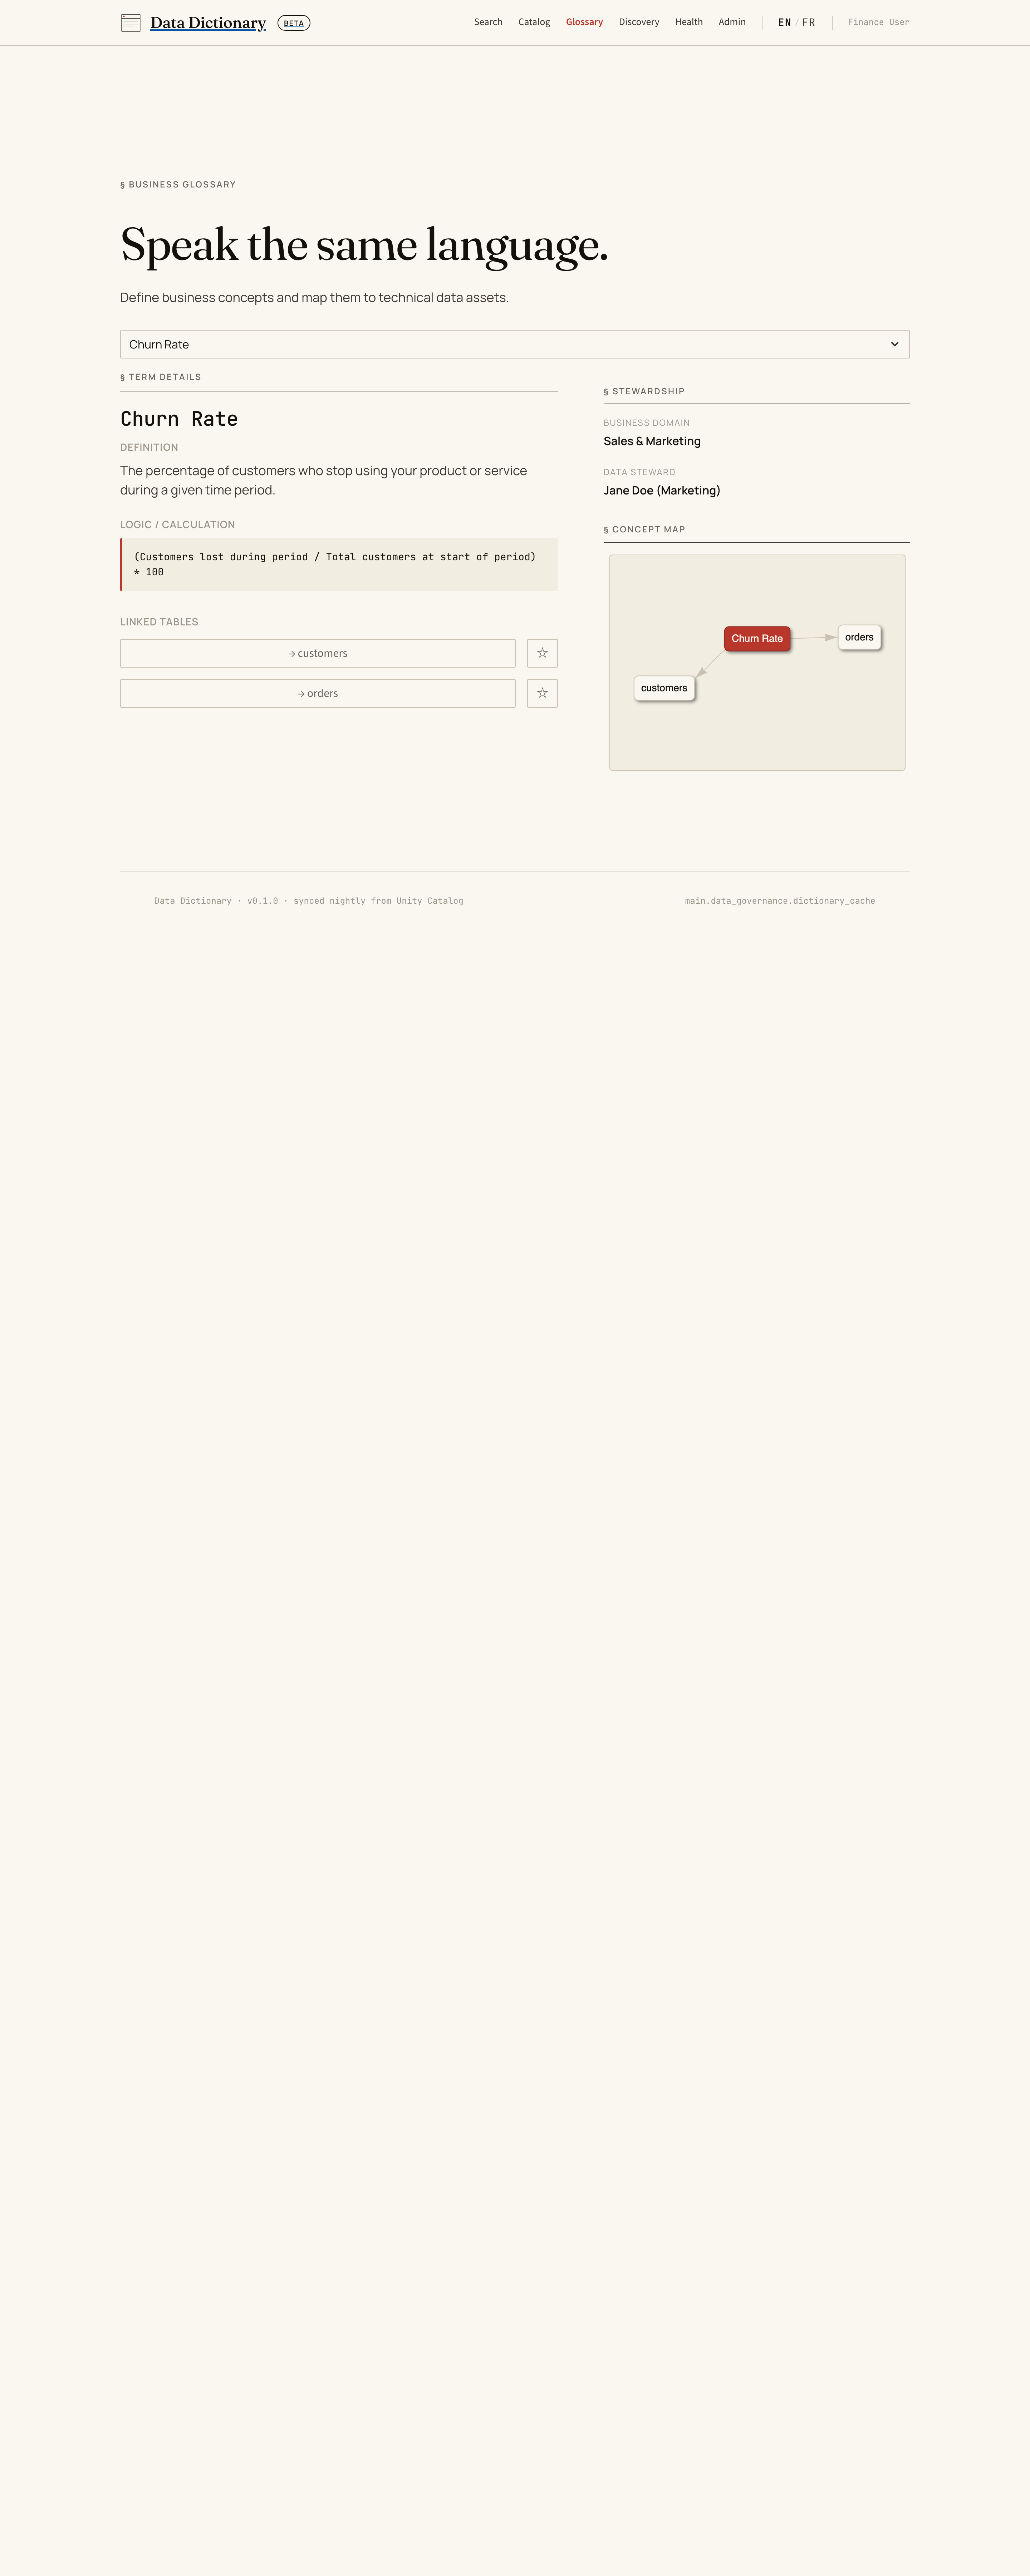 Data Dictionary BETA Search Catalog Glossary Discovery Health Admin EN / FR Finance User
§ BUSINESS GLOSSARY
Speak the same language.
Define business concepts and map them to technical data assets.
Churn Rate
§ TERM DETAILS
Churn Rate
DEFINITION
The percentage of customers who stop using your product or service
during a given time period.
LOGIC / CALCULATION
(Customers lost during period / Total customers at start of period)
* 100
LINKED TABLES
→ customers ☆
→ orders ☆
§ STEWARDSHIP
BUSINESS DOMAIN
Sales & Marketing
DATA STEWARD
Jane Doe (Marketing)
§ CONCEPT MAP
Churn Rate
orders
customers
Data Dictionary · v0.1.0 · synced nightly from Unity Catalog
main.data_governance.dictionary_cache